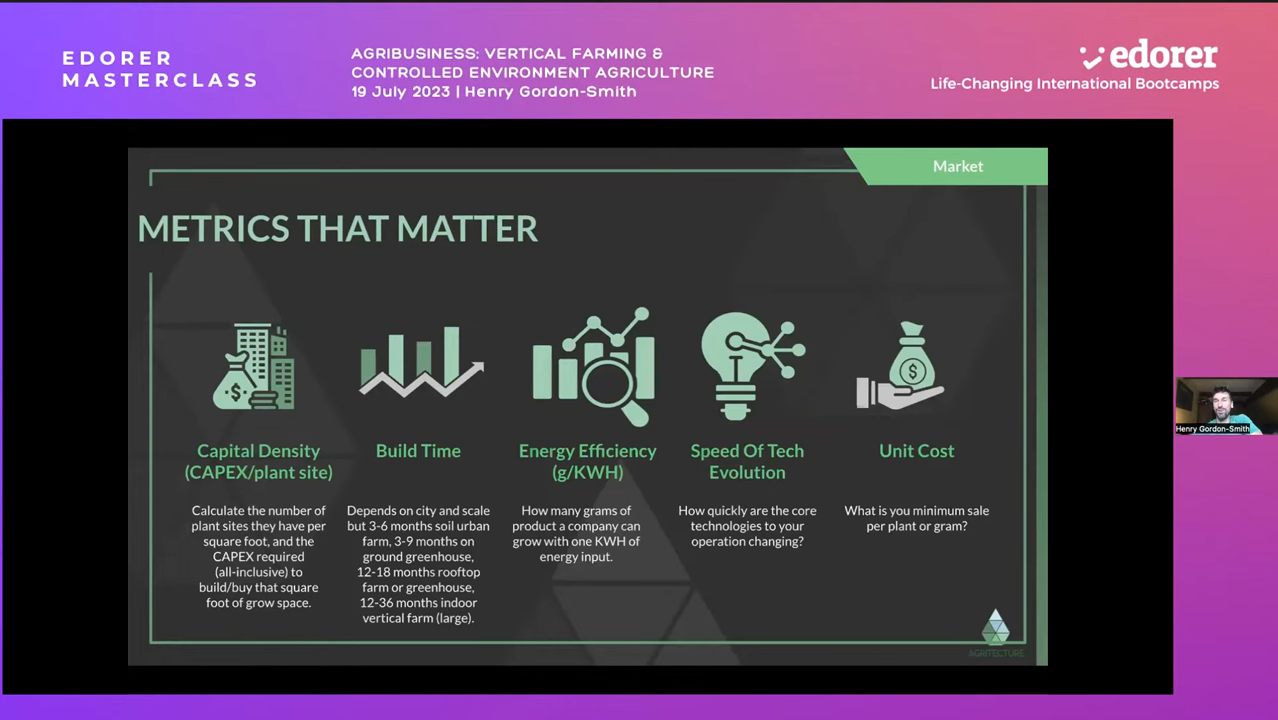 EDORER
MASTERCLASS
AGRIBUSINESS: VERTICAL FARMING &
CONTROLLED ENVIRONMENT AGRICULTURE
19 July 2023 | Henry Gordon-Smith
edorer
Life-Changing International Bootcamps
Market
METRICS THAT MATTER
Capital Density
(CAPEX/plant site)
Calculate the number of
plant sites they have per
square foot, and the
CAPEX required
(all-inclusive) to
build/buy that square
foot of grow space.
Build Time
Depends on city and scale
but 3-6 months soil urban
farm, 3-9 months on
ground greenhouse,
12-18 months rooftop
farm or greenhouse,
12-36 months indoor
vertical farm (large).
Energy Efficiency
(g/KWH)
How many grams of
product a company can
grow with one KWH of
energy input.
Speed Of Tech
Evolution
How quickly are the core
technologies to your
operation changing?
Unit Cost
What is you minimum sale
per plant or gram?
AGRITECTURE
Henry Gordon-Smith